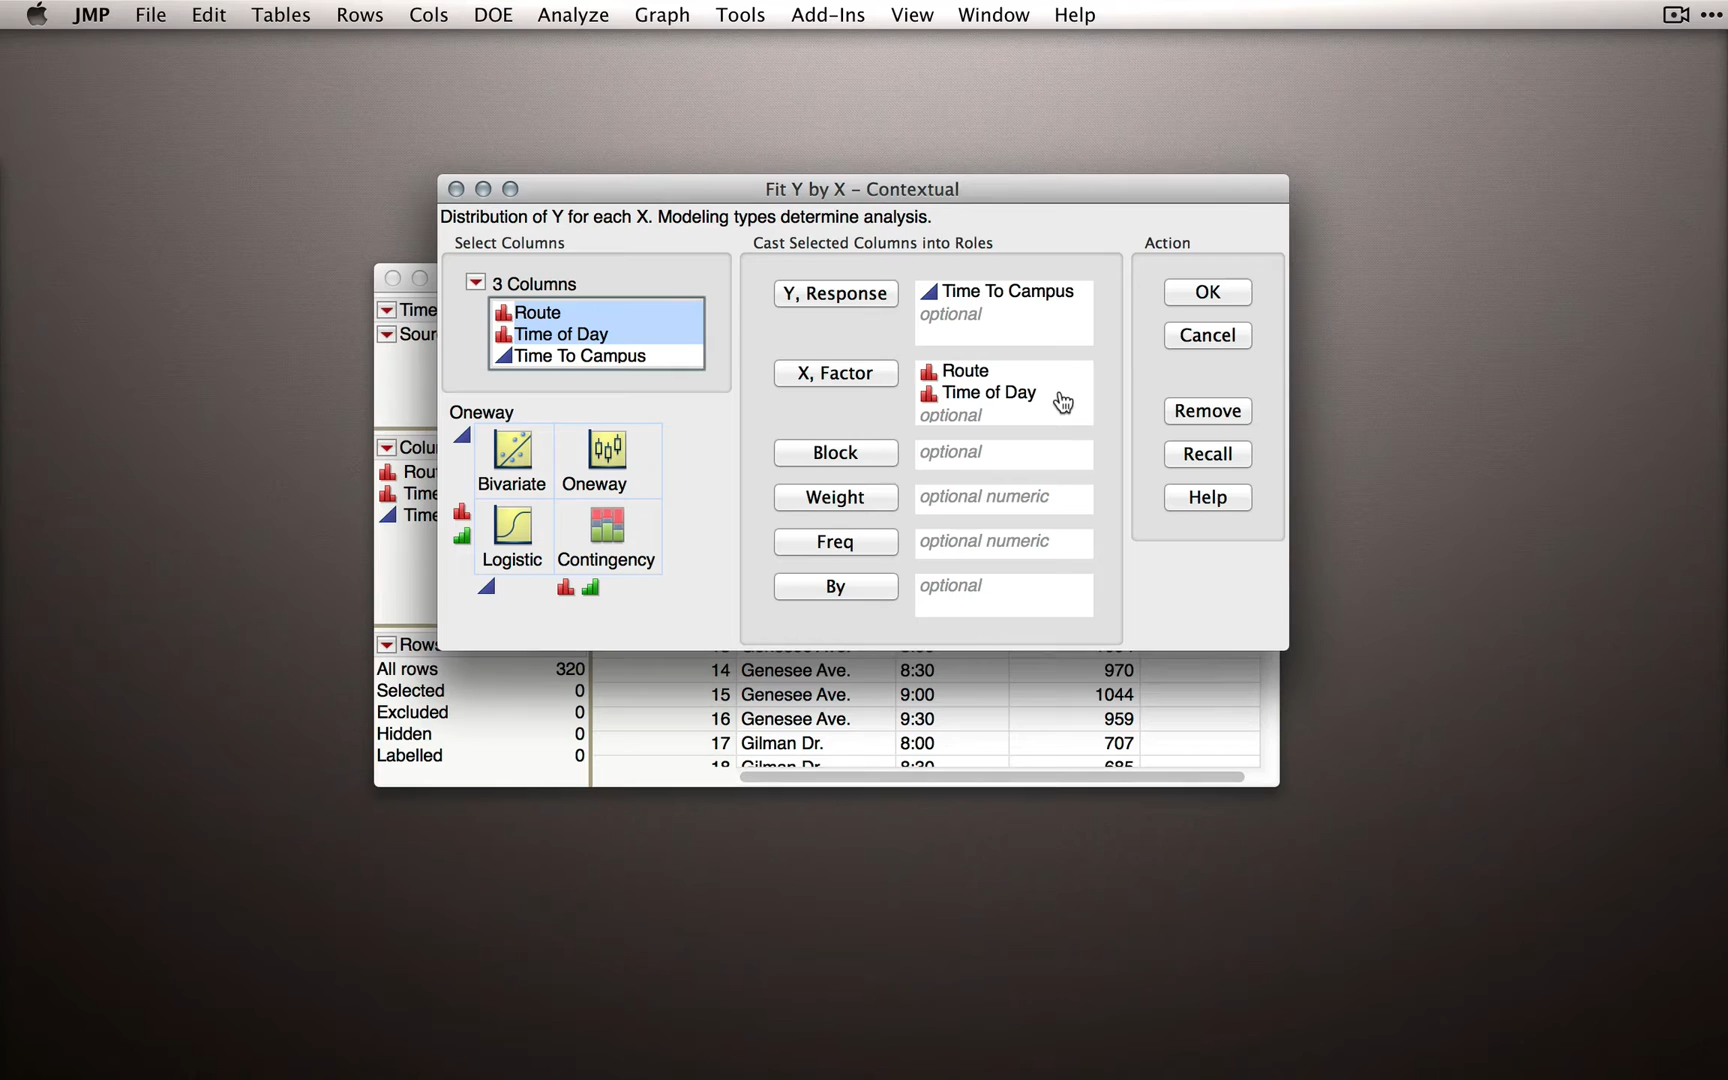 JMP File Edit Tables Rows Cols DOE Analyze Graph Tools Add-Ins View Window Help
Fit Y by X – Contextual
Distribution of Y for each X. Modeling types determine analysis.
Select Columns
3 Columns
Route
Time of Day
Time To Campus
Oneway
Bivariate
Oneway
Logistic
Contingency
Cast Selected Columns into Roles
Y, Response
Time To Campus
optional
X, Factor
Route
Time of Day
optional
Block
optional
Weight
optional numeric
Freq
optional numeric
By
optional
Action
OK
Cancel
Remove
Recall
Help
Time
Sour
Colu
Rou
Time
Time
Rows
All rows 320
Selected 0
Excluded 0
Hidden 0
Labelled 0
14 Genesee Ave. 8:30 970
15 Genesee Ave. 9:00 1044
16 Genesee Ave. 9:30 959
17 Gilman Dr. 8:00 707
18 Gilman Dr. 8:30 685